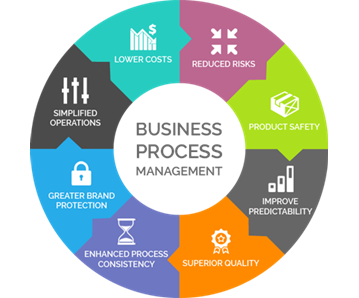 BUSINESS
PROCESS
MANAGEMENT
$
LOWER COSTS
REDUCED RISKS
PRODUCT SAFETY
IMPROVE
PREDICTABILITY
SUPERIOR QUALITY
ENHANCED PROCESS
CONSISTENCY
GREATER BRAND
PROTECTION
SIMPLIFIED
OPERATIONS